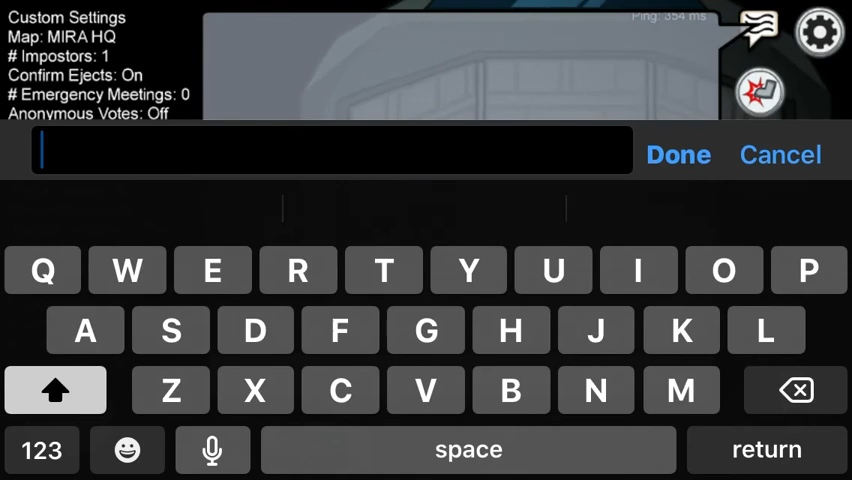 Custom Settings
Map: MIRA HQ
# Impostors: 1
Confirm Ejects: On
# Emergency Meetings: 0
Anonymous Votes: Off
Ping: 354 ms
Done Cancel
Q W E R T Y U I O P
A S D F G H J K L
Z X C V B N M
123 space return